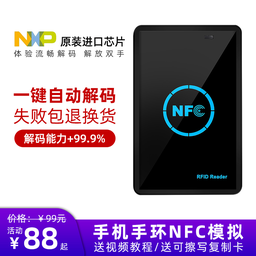 NXP 原装进口芯片
体验流畅解码 解放双手
一键自动解码
失败包退换货
解码能力+99.9%
NFC
RFID Reader
价格：￥99元
活动 ￥88起
手机手环NFC模拟
送视频教程/送可擦写复制卡